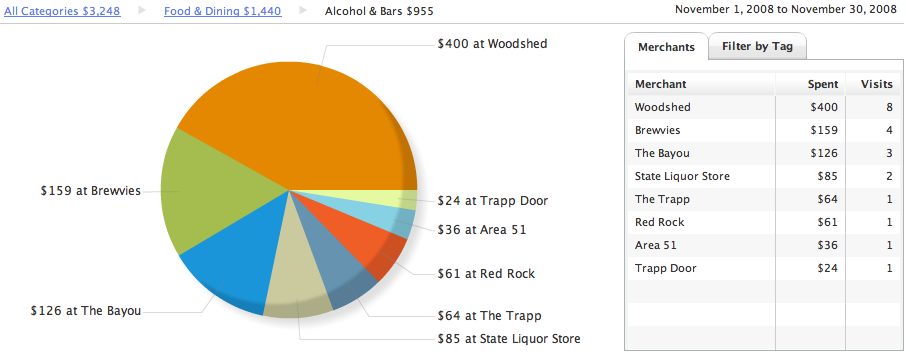 All Categories $3,248 Food & Dining $1,440 Alcohol & Bars $955
November 1, 2008 to November 30, 2008
$400 at Woodshed
$159 at Brewvies
$24 at Trapp Door
$36 at Area 51
$61 at Red Rock
$126 at The Bayou
$64 at The Trapp
$85 at State Liquor Store
Merchants Filter by Tag
Merchant Spent Visits
Woodshed $400 8
Brewvies $159 4
The Bayou $126 3
State Liquor Store $85 2
The Trapp $64 1
Red Rock $61 1
Area 51 $36 1
Trapp Door $24 1